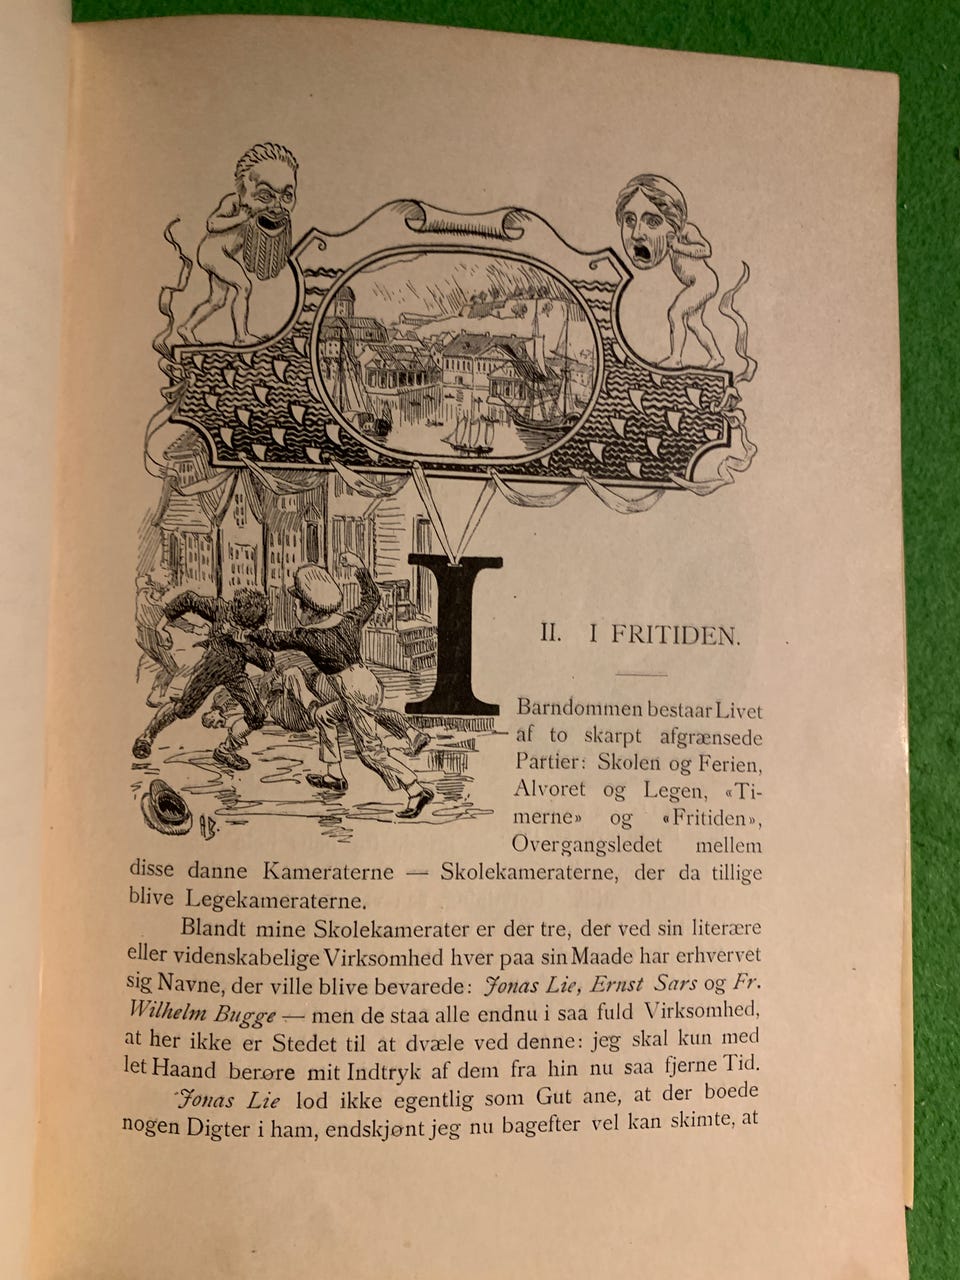 II. I FRITIDEN.
I
Barndommen bestaar Livet
af to skarpt afgrænsede
Partier: Skolen og Ferien,
Alvoret og Legen, «Ti-
merne» og «Fritiden»,
Overgangsledet mellem
disse danne Kameraterne — Skolekameraterne, der da tillige
blive Legekameraterne.
Blandt mine Skolekamerater er der tre, der ved sin literære
eller videnskabelige Virksomhed hver paa sin Maade har erhvervet
sig Navne, der ville blive bevarede: Jonas Lie, Ernst Sars og Fr.
Wilhelm Bugge — men de staa alle endnu i saa fuld Virksomhed,
at her ikke er Stedet til at dvæle ved denne: jeg skal kun med
let Haand berøre mit Indtryk af dem fra hin nu saa fjerne Tid.
Jonas Lie lod ikke egentlig som Gut ane, at der boede
nogen Digter i ham, endskjønt jeg nu bagefter vel kan skimte, at